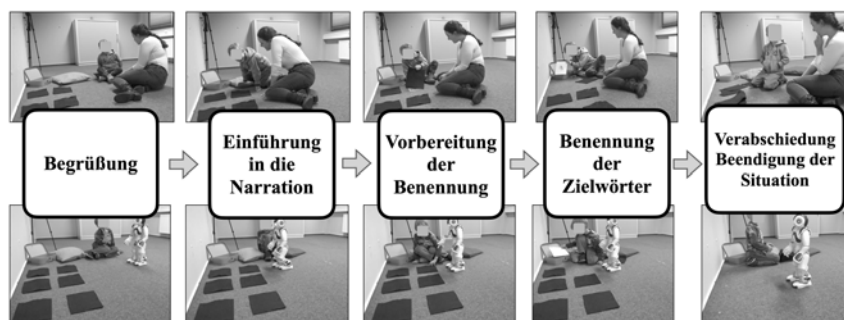 Begrüßung
Einführung
in die
Narration
Vorbereitung
der
Benennung
Benennung
der
Zielwörter
Verabschiedung
Beendigung der
Situation